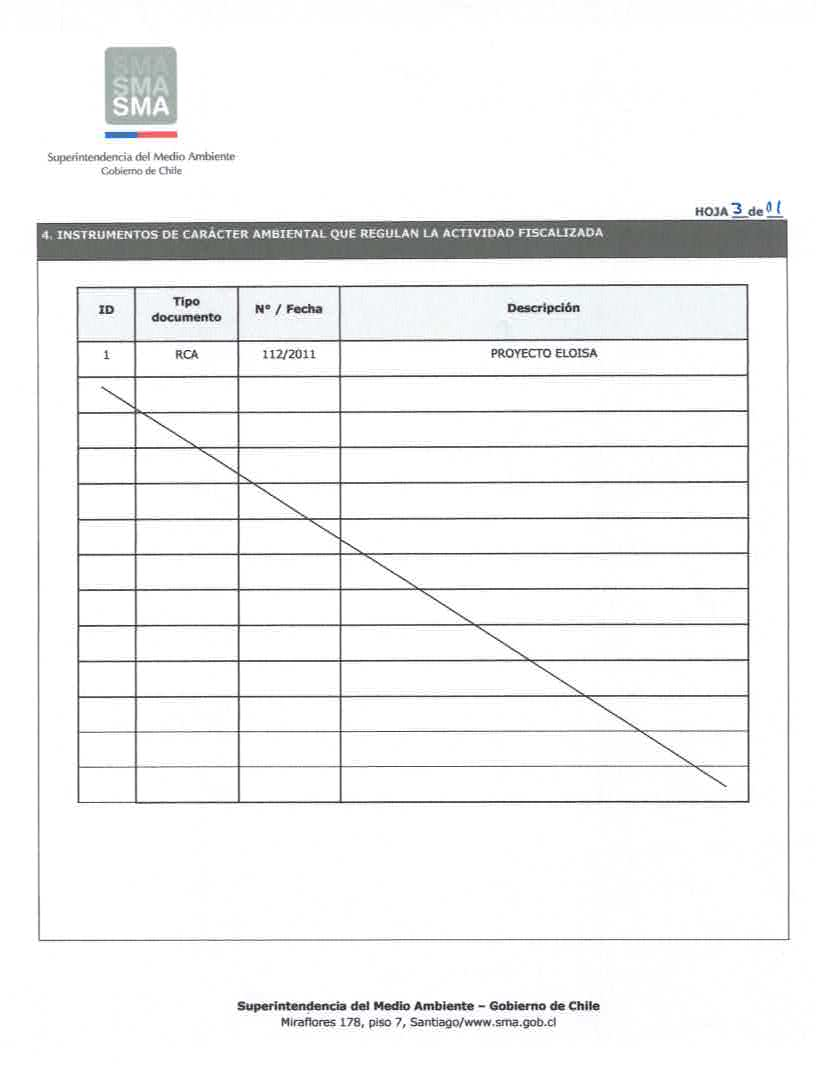 SMA
SMA
SMA
Superintendencia del Medio Ambiente
Gobierno de Chile
HOJA 3 de 01
4. INSTRUMENTOS DE CARÁCTER AMBIENTAL QUE REGULAN LA ACTIVIDAD FISCALIZADA
ID Tipo documento N° / Fecha Descripción
1 RCA 112/2011 PROYECTO ELOISA
Superintendencia del Medio Ambiente – Gobierno de Chile
Miraflores 178, piso 7, Santiago/www.sma.gob.cl